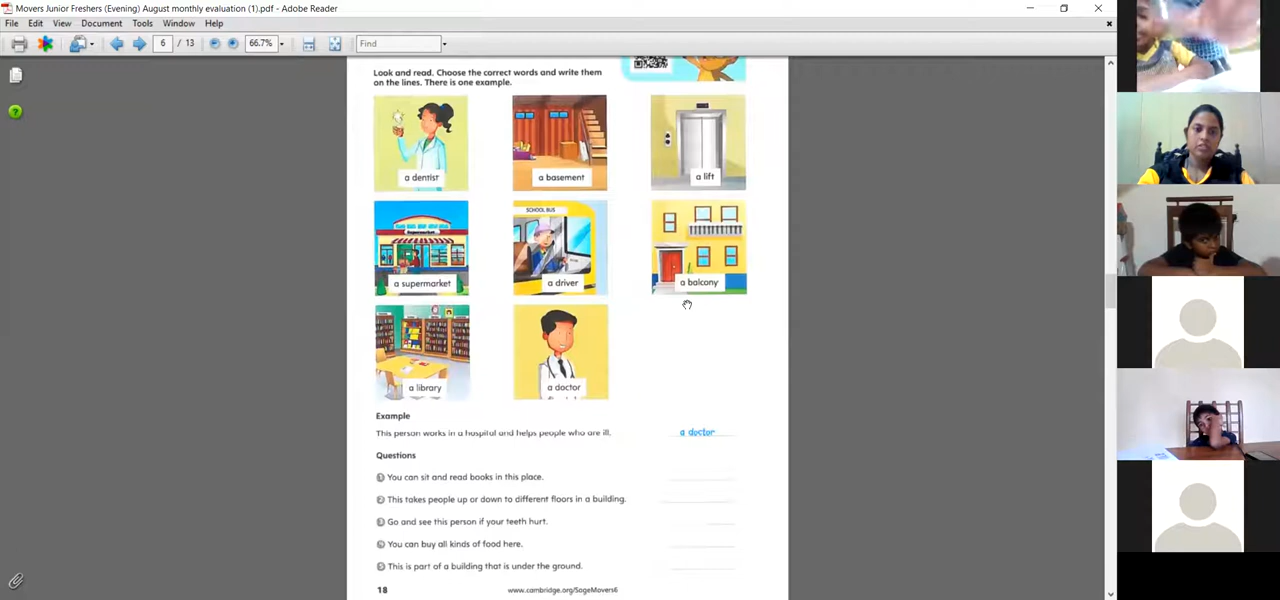 Movers Junior Freshers (Evening) August monthly evaluation (1).pdf - Adobe Reader
File Edit View Document Tools Window Help
6 / 13 66.7% Find
Look and read. Choose the correct words and write them
on the lines. There is one example.
a dentist
a basement
a lift
Supermarket
a supermarket
SCHOOL BUS
a driver
a balcony
a library
a doctor
Example
This person works in a hospital and helps people who are ill. a doctor
Questions
1 You can sit and read books in this place.
2 This takes people up or down to different floors in a building.
3 Go and see this person if your teeth hurt.
4 You can buy all kinds of food here.
5 This is part of a building that is under the ground.
18 www.cambridge.org/SogeMovers6